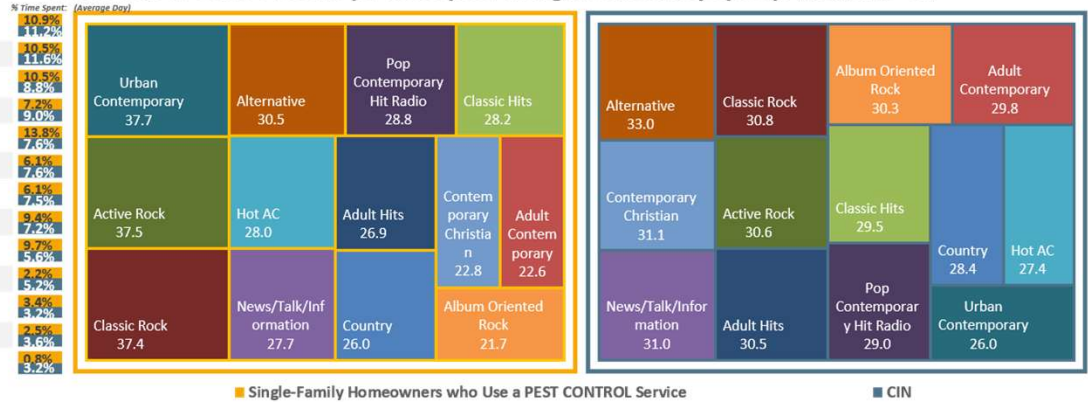 % Time Spent: (Average Day)
10.9%
11.2%
10.5%
11.6%
10.5%
8.8%
7.2%
9.0%
13.8%
7.6%
6.1%
7.6%
6.1%
7.5%
9.4%
7.2%
9.7%
5.6%
2.2%
5.2%
3.4%
3.2%
2.5%
3.6%
0.8%
3.2%
Urban
Contemporary
37.7
Alternative
30.5
Pop
Contemporary
Hit Radio
28.8
Classic Hits
28.2
Active Rock
37.5
Hot AC
28.0
Adult Hits
26.9
Contem
porary
Christia
n
22.8
Adult
Contem
porary
22.6
Classic Rock
37.4
News/Talk/Inf
ormation
27.7
Country
26.0
Album Oriented
Rock
21.7
Alternative
33.0
Classic Rock
30.8
Album Oriented
Rock
30.3
Adult
Contemporary
29.8
Contemporary
Christian
31.1
Active Rock
30.6
Classic Hits
29.5
Country
28.4
Hot AC
27.4
News/Talk/Infor
mation
31.0
Adult Hits
30.5
Pop
Contemporar
y Hit Radio
29.0
Urban
Contemporary
26.0
Single-Family Homeowners who Use a PEST CONTROL Service
CIN